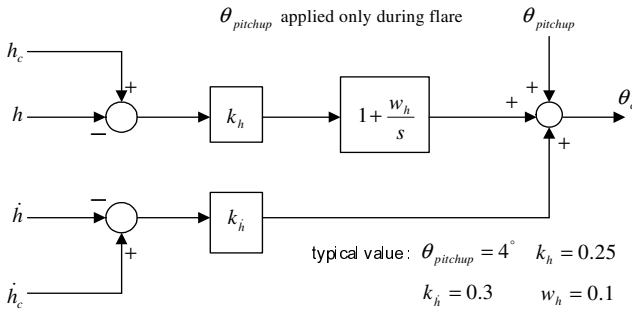 θ_pitchup applied only during flare
θ_pitchup
h_c
+
+
θ_c
h
−
k_h
1 + w_h/s
+
+
ḣ
−
k_ḣ
+
ḣ_c
typical value: θ_pitchup = 4° k_h = 0.25
k_ḣ = 0.3 w_h = 0.1